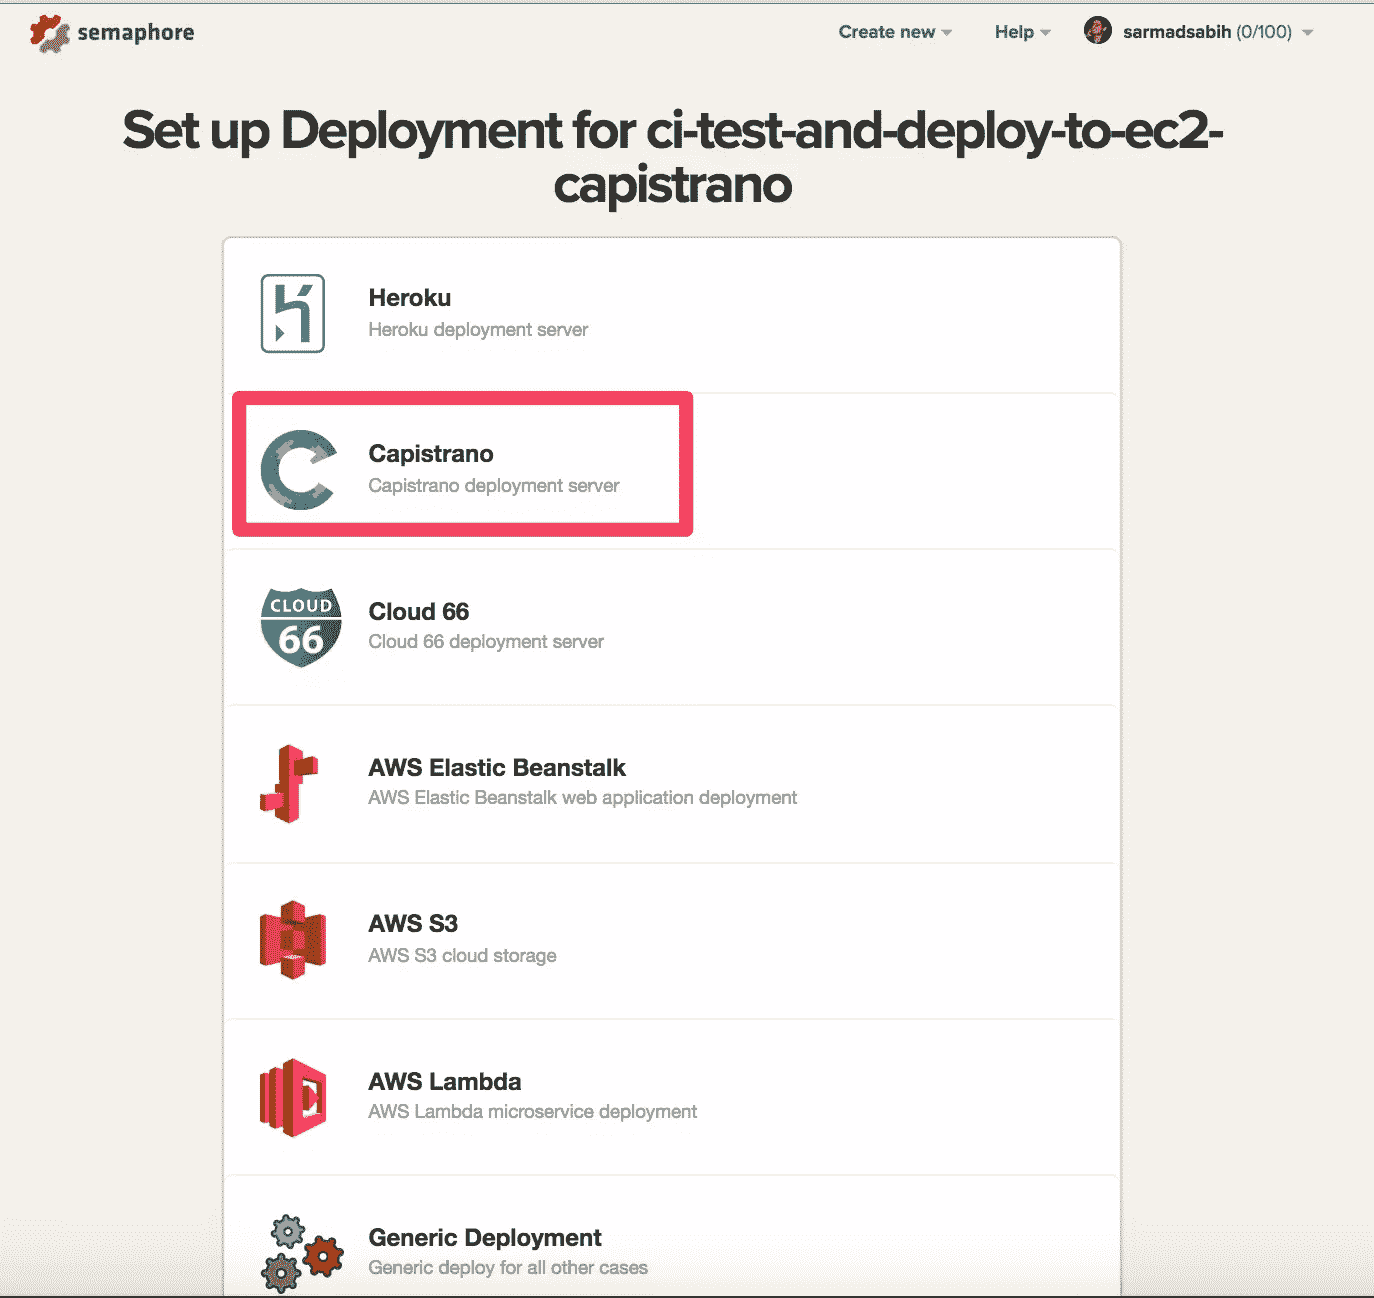 semaphore
Create new
Help
sarmadsabih (0/100)
Set up Deployment for ci-test-and-deploy-to-ec2-
capistrano
Heroku
Heroku deployment server
Capistrano
Capistrano deployment server
CLOUD
66
Cloud 66
Cloud 66 deployment server
AWS Elastic Beanstalk
AWS Elastic Beanstalk web application deployment
AWS S3
AWS S3 cloud storage
AWS Lambda
AWS Lambda microservice deployment
Generic Deployment
Generic deploy for all other cases